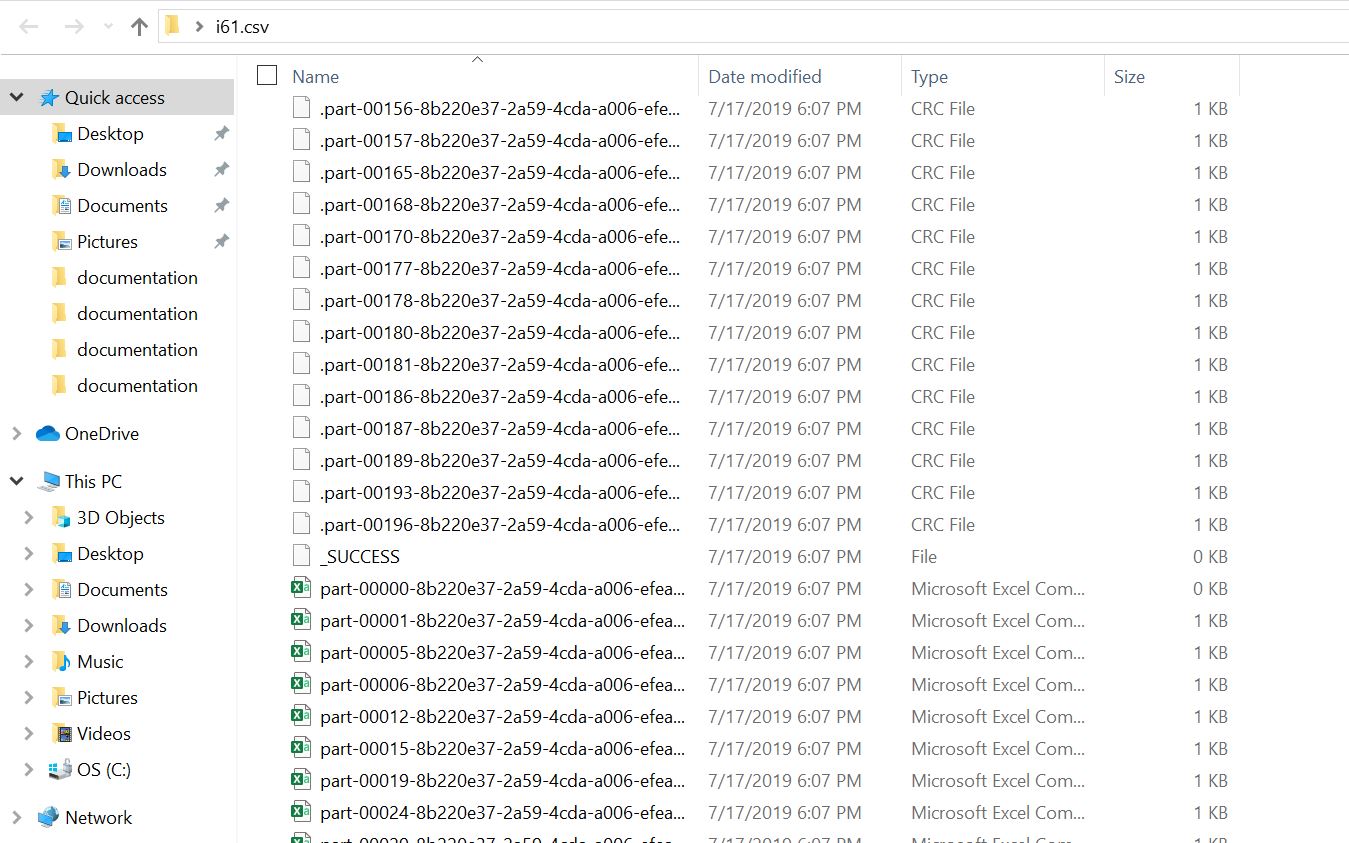 i61.csv
Name Date modified Type Size
Quick access
Desktop
Downloads
Documents
Pictures
documentation
documentation
documentation
documentation
OneDrive
This PC
3D Objects
Desktop
Documents
Downloads
Music
Pictures
Videos
OS (C:)
Network
.part-00156-8b220e37-2a59-4cda-a006-efe... 7/17/2019 6:07 PM CRC File 1 KB
.part-00157-8b220e37-2a59-4cda-a006-efe... 7/17/2019 6:07 PM CRC File 1 KB
.part-00165-8b220e37-2a59-4cda-a006-efe... 7/17/2019 6:07 PM CRC File 1 KB
.part-00168-8b220e37-2a59-4cda-a006-efe... 7/17/2019 6:07 PM CRC File 1 KB
.part-00170-8b220e37-2a59-4cda-a006-efe... 7/17/2019 6:07 PM CRC File 1 KB
.part-00177-8b220e37-2a59-4cda-a006-efe... 7/17/2019 6:07 PM CRC File 1 KB
.part-00178-8b220e37-2a59-4cda-a006-efe... 7/17/2019 6:07 PM CRC File 1 KB
.part-00180-8b220e37-2a59-4cda-a006-efe... 7/17/2019 6:07 PM CRC File 1 KB
.part-00181-8b220e37-2a59-4cda-a006-efe... 7/17/2019 6:07 PM CRC File 1 KB
.part-00186-8b220e37-2a59-4cda-a006-efe... 7/17/2019 6:07 PM CRC File 1 KB
.part-00187-8b220e37-2a59-4cda-a006-efe... 7/17/2019 6:07 PM CRC File 1 KB
.part-00189-8b220e37-2a59-4cda-a006-efe... 7/17/2019 6:07 PM CRC File 1 KB
.part-00193-8b220e37-2a59-4cda-a006-efe... 7/17/2019 6:07 PM CRC File 1 KB
.part-00196-8b220e37-2a59-4cda-a006-efe... 7/17/2019 6:07 PM CRC File 1 KB
_SUCCESS 7/17/2019 6:07 PM File 0 KB
part-00000-8b220e37-2a59-4cda-a006-efea... 7/17/2019 6:07 PM Microsoft Excel Com... 0 KB
part-00001-8b220e37-2a59-4cda-a006-efea... 7/17/2019 6:07 PM Microsoft Excel Com... 1 KB
part-00005-8b220e37-2a59-4cda-a006-efea... 7/17/2019 6:07 PM Microsoft Excel Com... 1 KB
part-00006-8b220e37-2a59-4cda-a006-efea... 7/17/2019 6:07 PM Microsoft Excel Com... 1 KB
part-00012-8b220e37-2a59-4cda-a006-efea... 7/17/2019 6:07 PM Microsoft Excel Com... 1 KB
part-00015-8b220e37-2a59-4cda-a006-efea... 7/17/2019 6:07 PM Microsoft Excel Com... 1 KB
part-00019-8b220e37-2a59-4cda-a006-efea... 7/17/2019 6:07 PM Microsoft Excel Com... 1 KB
part-00024-8b220e37-2a59-4cda-a006-efea... 7/17/2019 6:07 PM Microsoft Excel Com... 1 KB